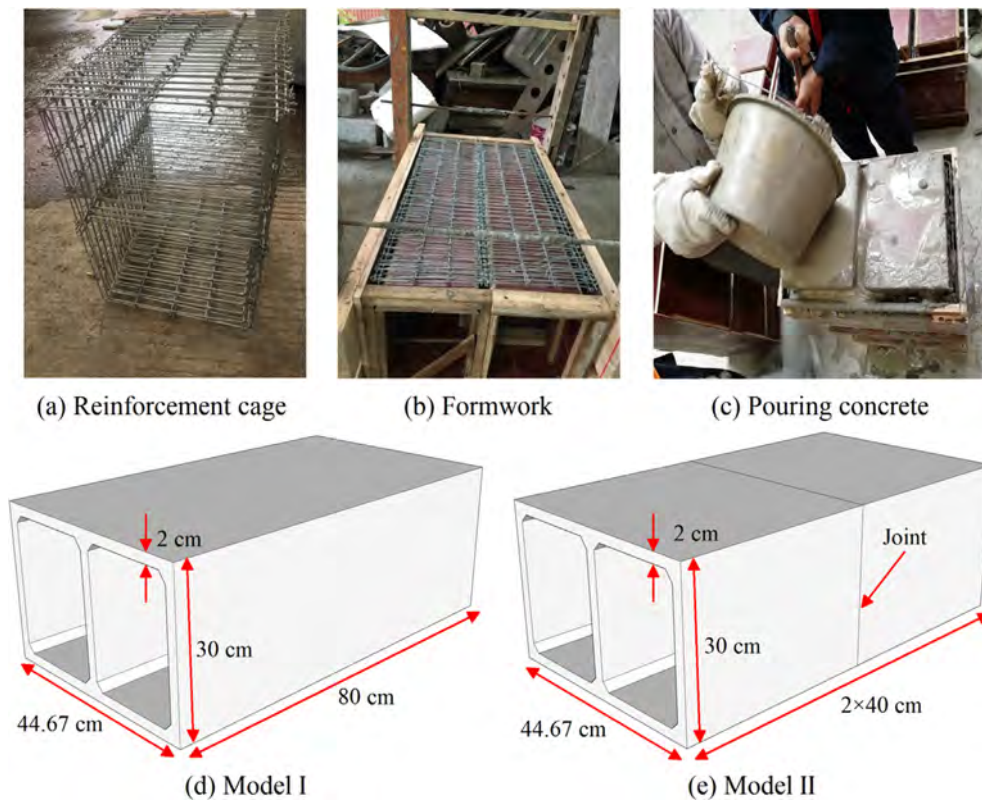 (a) Reinforcement cage
(b) Formwork
(c) Pouring concrete
2 cm
30 cm
80 cm
44.67 cm
(d) Model I
2 cm
Joint
30 cm
2×40 cm
44.67 cm
(e) Model II